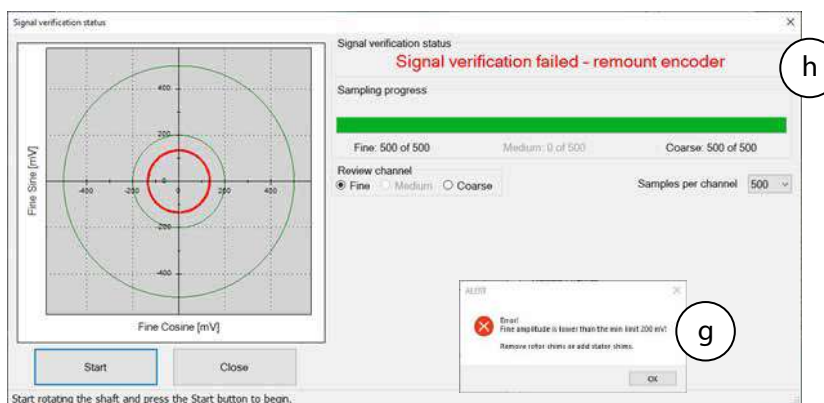 Signal verification status
Signal verification status
Signal verification failed - remount encoder
h
Sampling progress
Fine: 500 of 500
Medium: 0 of 500
Coarse: 500 of 500
Review channel
Fine
Medium
Coarse
Samples per channel
500
Fine Sine [mV]
400
200
-400
-200
0
200
400
-200
-400
Fine Cosine [mV]
ALERT
Error!
Fine amplitude is lower than the min limit 200 mV!
Remove rotor shims or add stator shims.
OK
g
Start
Close
Start rotating the shaft and press the Start button to begin.